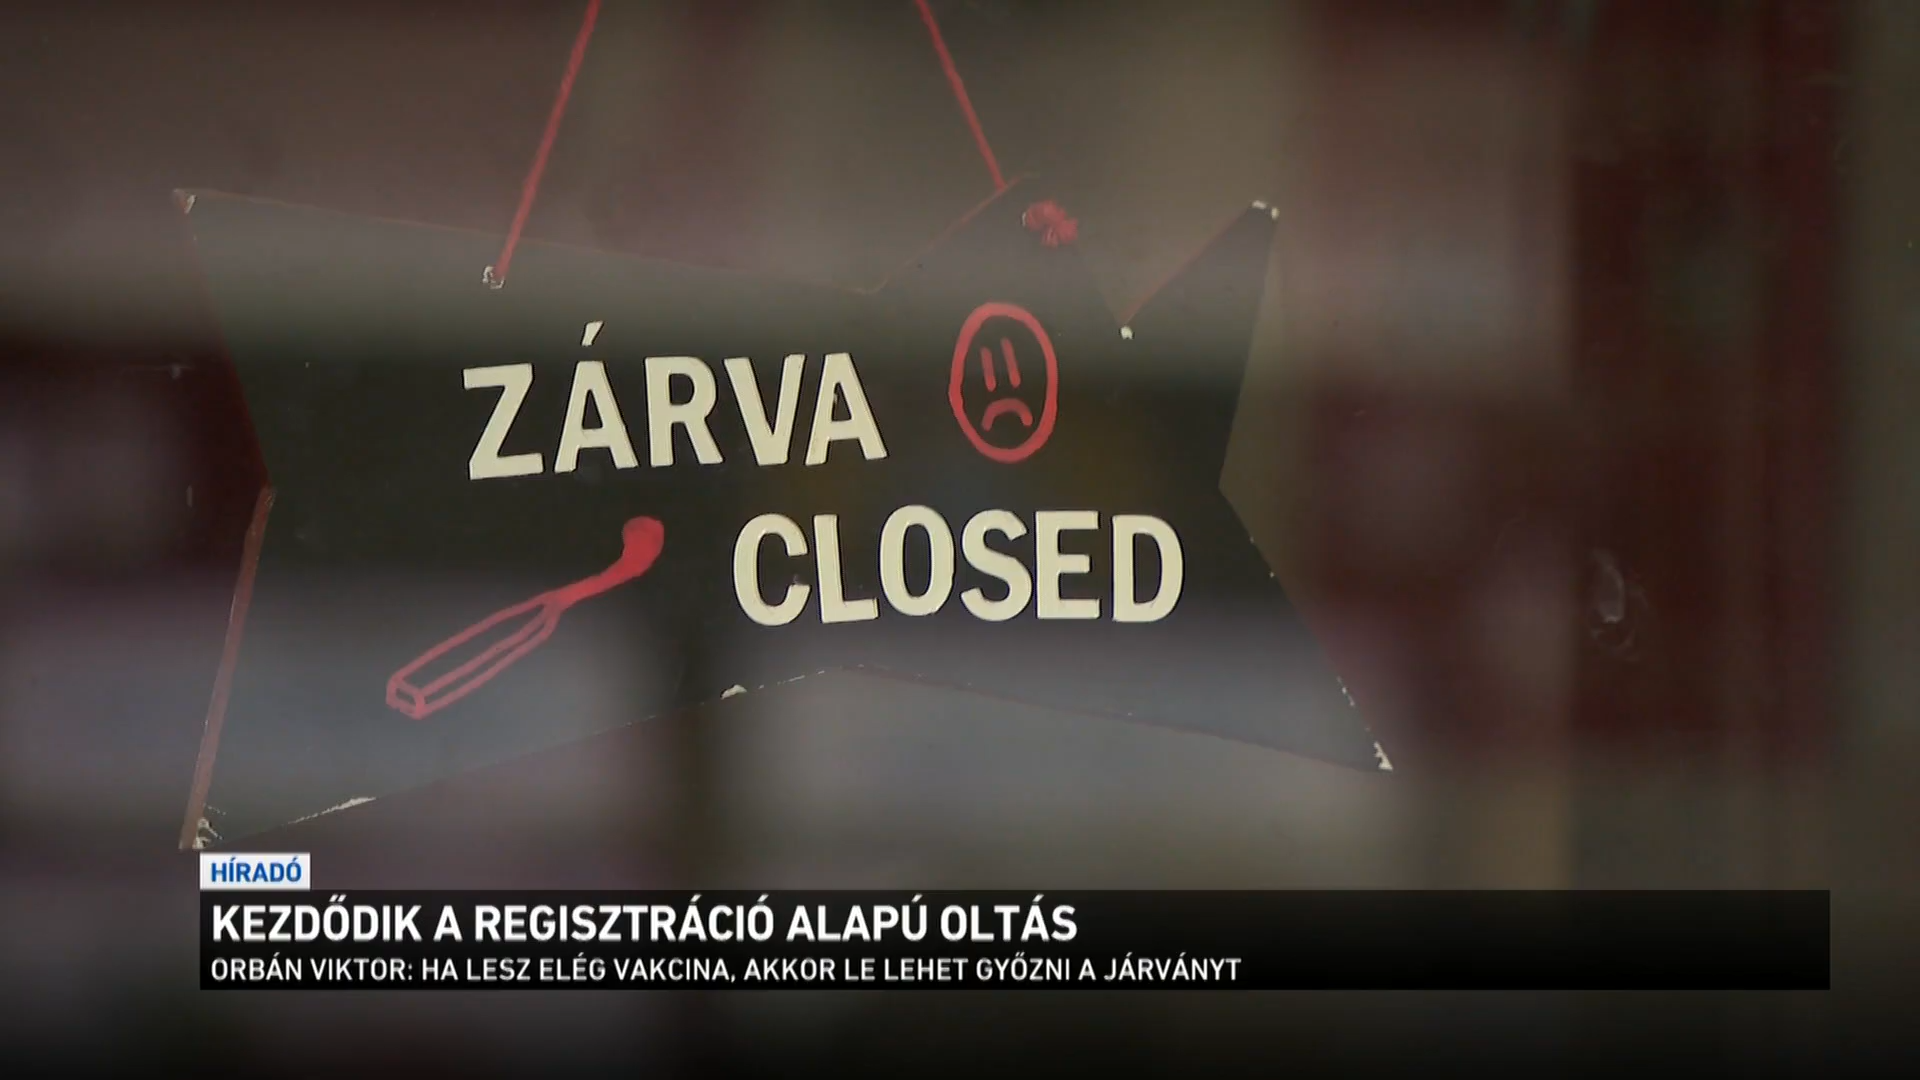 ZÁRVA
CLOSED
HÍRADÓ
KEZDŐDIK A REGISZTRÁCIÓ ALAPÚ OLTÁS
ORBÁN VIKTOR: HA LESZ ELÉG VAKCINA, AKKOR LE LEHET GYŐZNI A JÁRVÁNYT